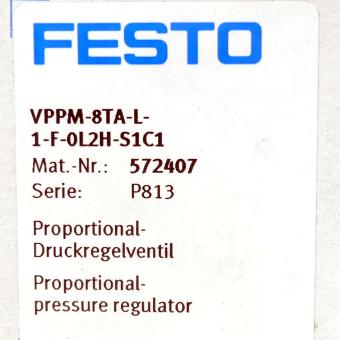 FESTO
VPPM-8TA-L-
1-F-0L2H-S1C1
Mat.-Nr.: 572407
Serie: P813
Proportional-
Druckregelventil
Proportional-
pressure regulator